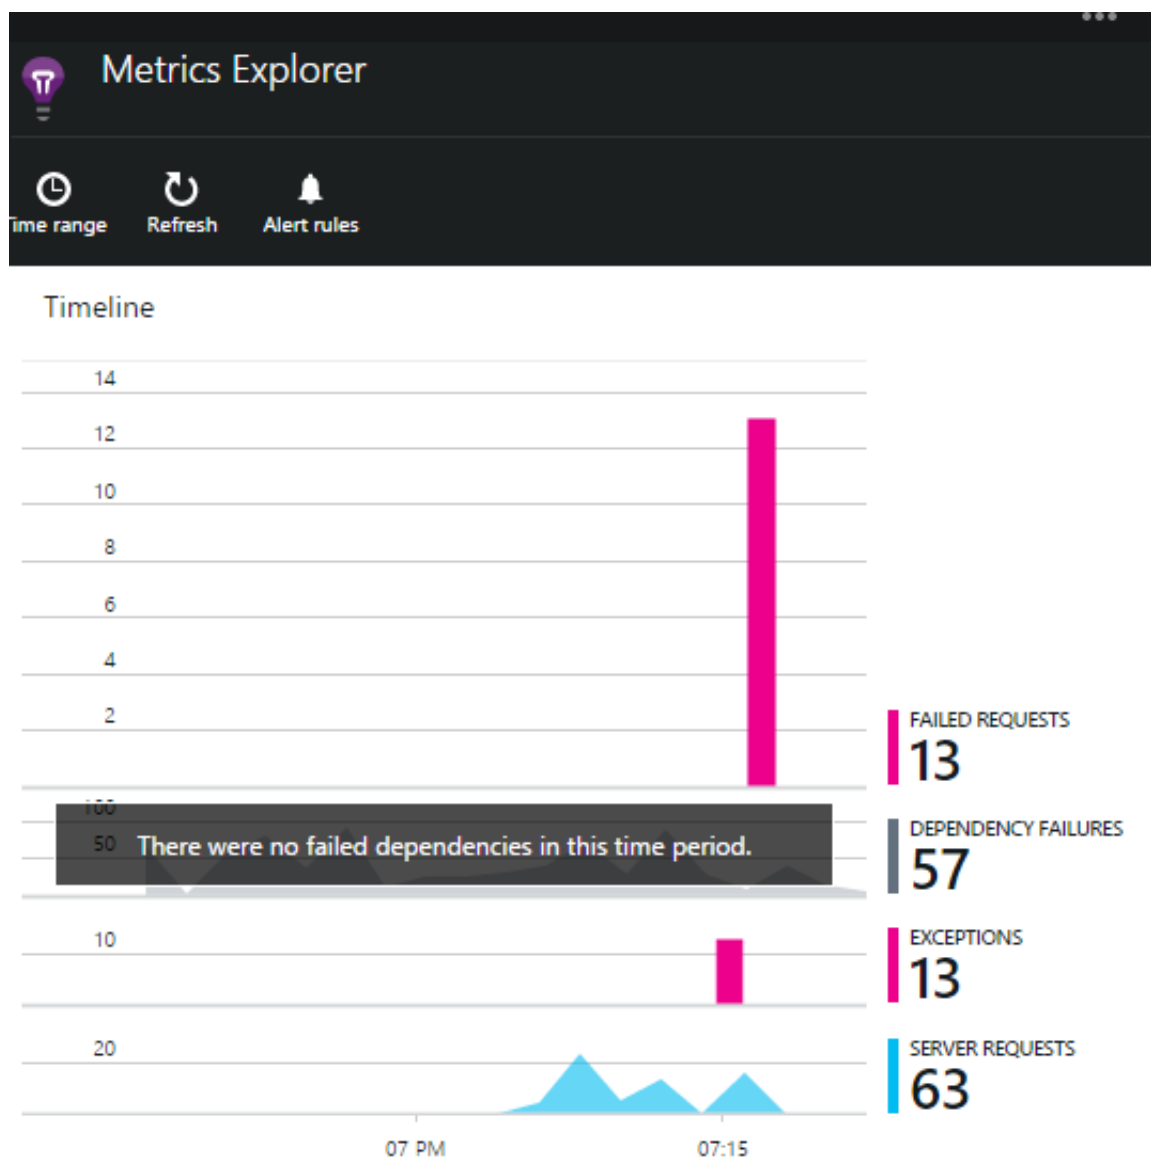 Metrics Explorer
ime range Refresh Alert rules
Timeline
14
12
10
8
6
4
2
FAILED REQUESTS
13
100
50
There were no failed dependencies in this time period.
DEPENDENCY FAILURES
57
10
EXCEPTIONS
13
20
SERVER REQUESTS
63
07 PM 07:15